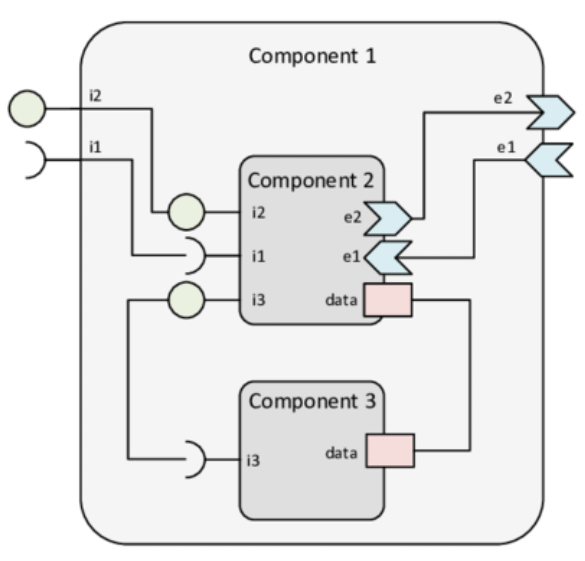 Component 1
i2
e2
i1
e1
Component 2
i2
e2
i1
e1
i3
data
Component 3
i3
data